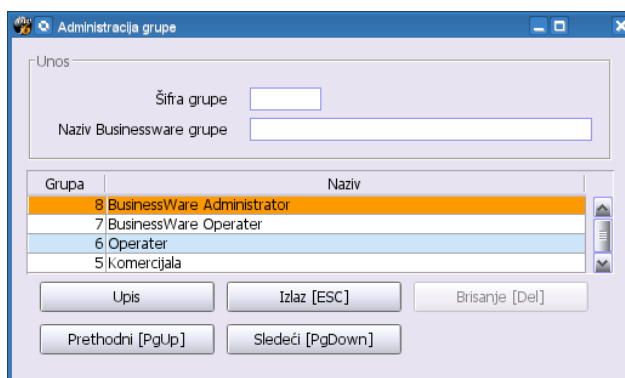 Administracija grupe
Unos
Šifra grupe
Naziv Businessware grupe
Grupa Naziv
8 BusinessWare Administrator
7 BusinessWare Operater
6 Operater
5 Komercijala
Upis Izlaz [ESC] Brisanje [Del]
Prethodni [PgUp] Sledeći [PgDown]